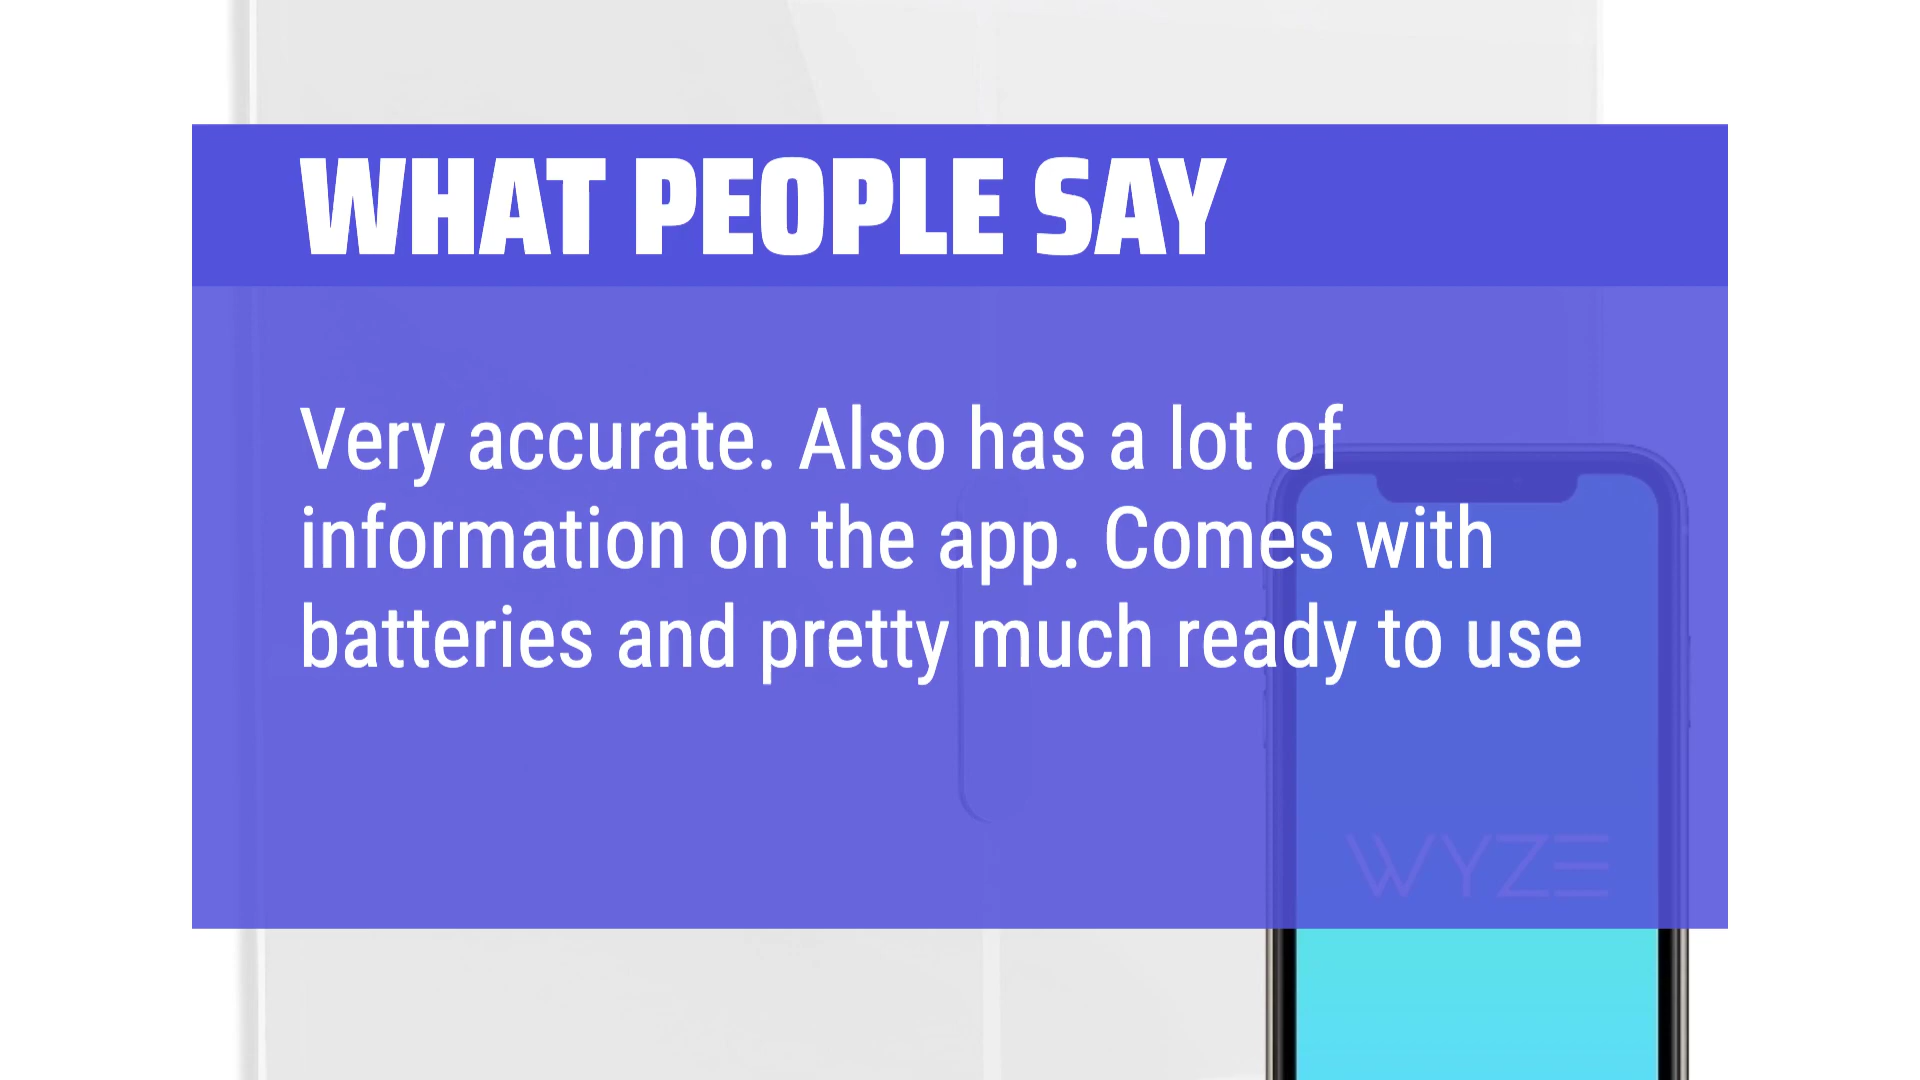 WHAT PEOPLE SAY
Very accurate. Also has a lot of
information on the app. Comes with
batteries and pretty much ready to use
WYZE